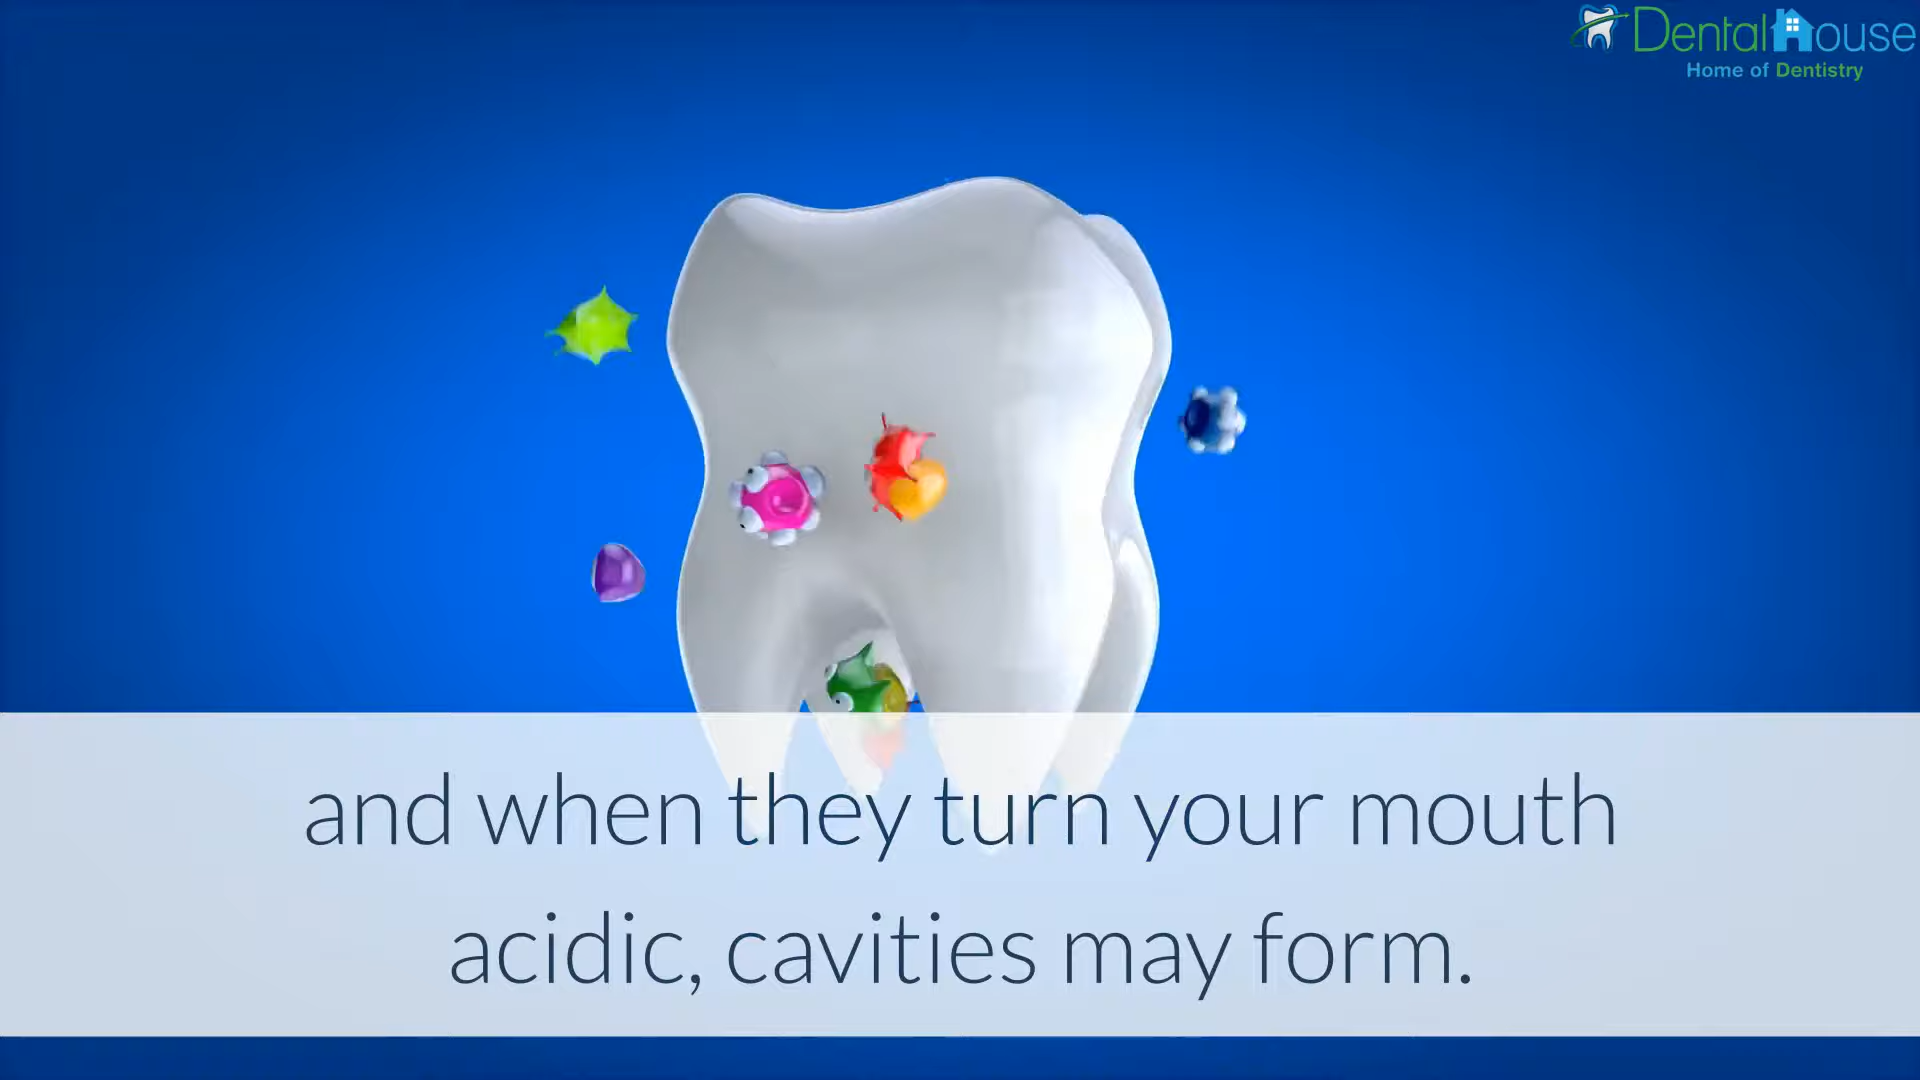 DentalHouse
Home of Dentistry
and when they turn your mouth
acidic, cavities may form.